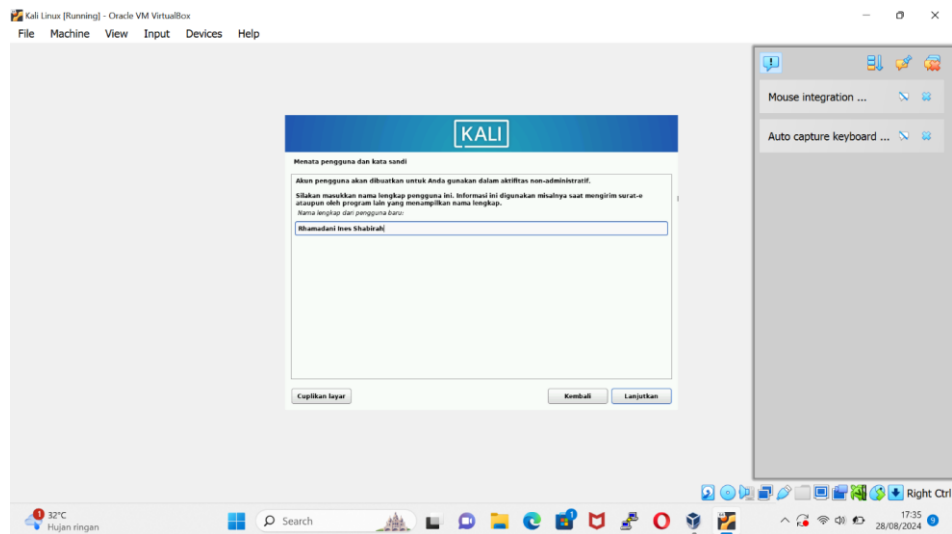 Kali Linux [Running] - Oracle VM VirtualBox
File Machine View Input Devices Help
Mouse integration ...
Auto capture keyboard ...
KALI
Menata pengguna dan kata sandi
Akun pengguna akan dibuatkan untuk Anda gunakan dalam aktifitas non-administratif.
Silakan masukkan nama lengkap pengguna ini. Informasi ini digunakan misalnya saat mengirim surat-e
ataupun oleh program lain yang menampilkan nama lengkap.
Nama lengkap dari pengguna baru:
Rhamadani Ines Shabirah
Cuplikan layar
Kembali
Lanjutkan
Right Ctrl
1
32°C
Hujan ringan
Search
1
17:35
28/08/2024
9